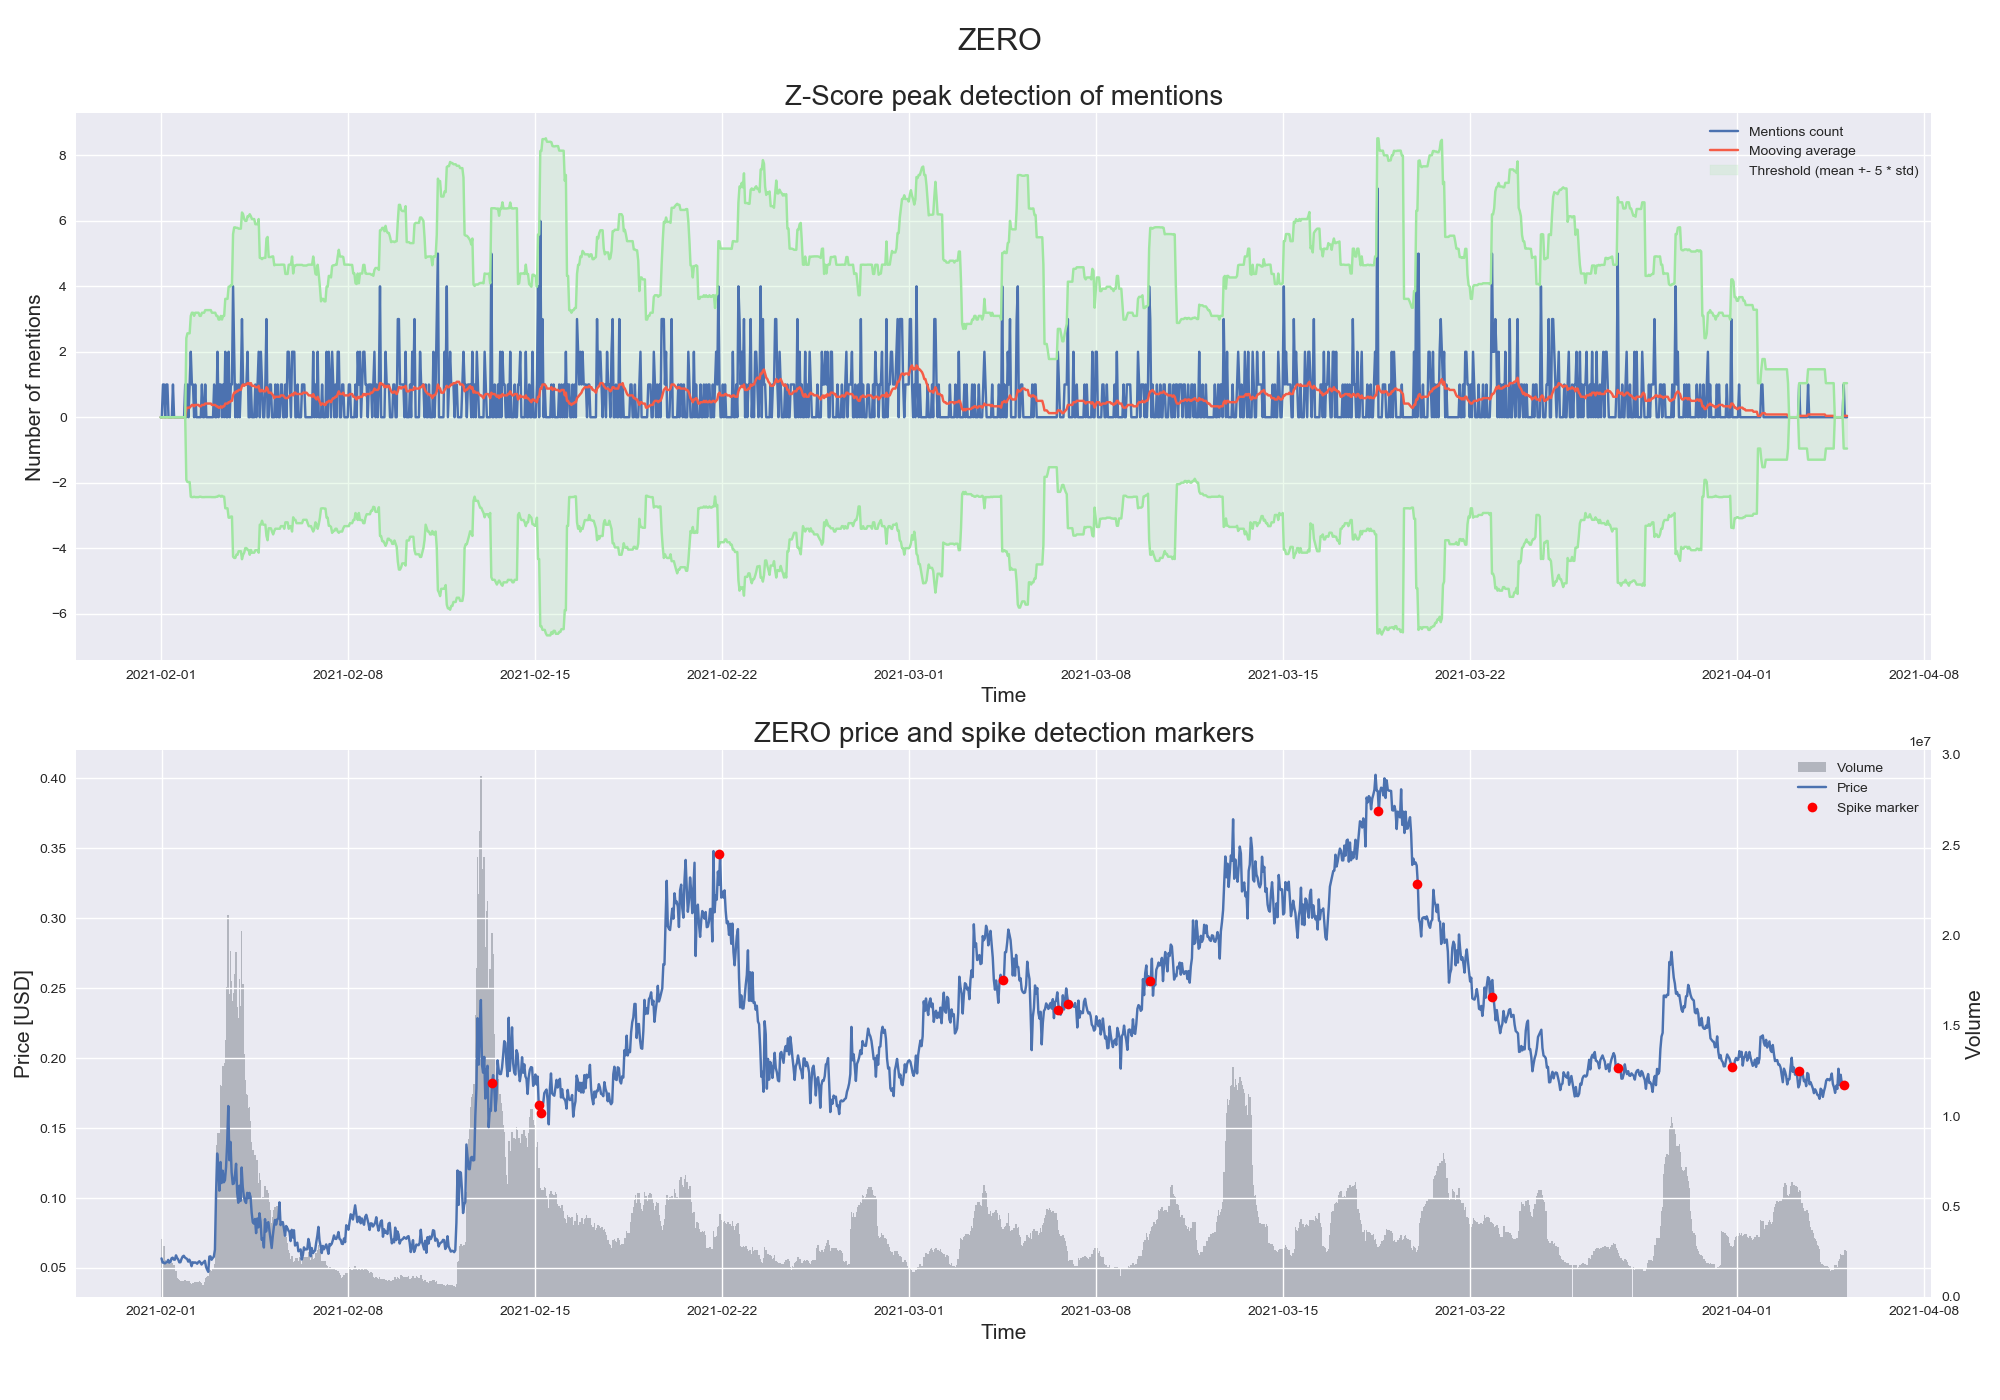 ZERO
Z-Score peak detection of mentions
Mentions count
Mooving average
Threshold (mean +- 5 * std)
8
6
4
2
0
−2
−4
−6
Number of mentions
2021-02-01 2021-02-08 2021-02-15 2021-02-22 2021-03-01 2021-03-08 2021-03-15 2021-03-22 2021-04-01 2021-04-08
Time
ZERO price and spike detection markers
1e7
Volume
Price
Spike marker
0.40
0.35
0.30
0.25
0.20
0.15
0.10
0.05
Price [USD]
3.0
2.5
2.0
1.5
1.0
0.5
0.0
Volume
2021-02-01 2021-02-08 2021-02-15 2021-02-22 2021-03-01 2021-03-08 2021-03-15 2021-03-22 2021-04-01 2021-04-08
Time